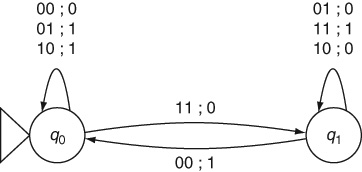 00 ; 0
01 ; 1
10 ; 1
01 ; 0
11 ; 1
10 ; 0
11 ; 0
q0
q1
00 ; 1